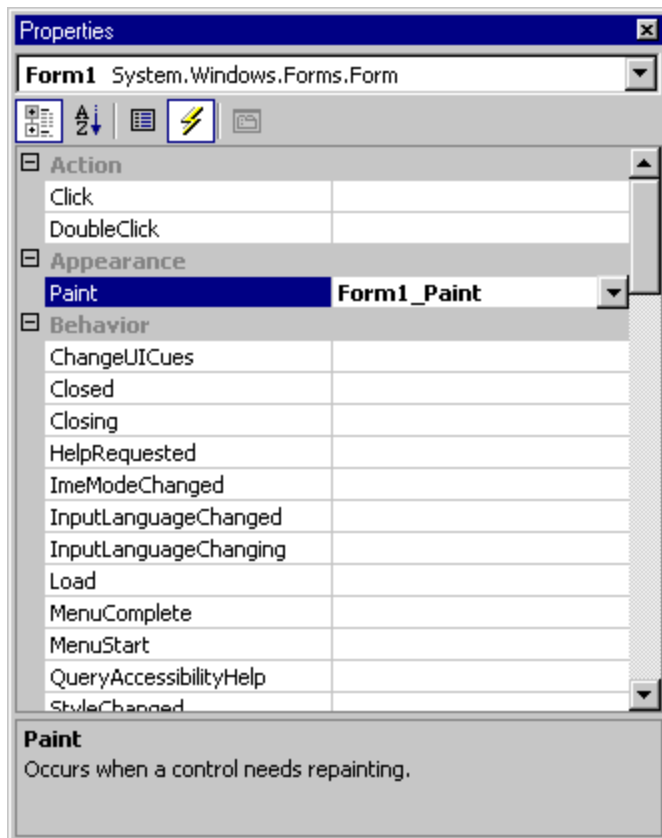 Properties
Form1 System.Windows.Forms.Form
Action
Click
DoubleClick
Appearance
Paint Form1_Paint
Behavior
ChangeUICues
Closed
Closing
HelpRequested
ImeModeChanged
InputLanguageChanged
InputLanguageChanging
Load
MenuComplete
MenuStart
QueryAccessibilityHelp
StyleChanged
Paint
Occurs when a control needs repainting.